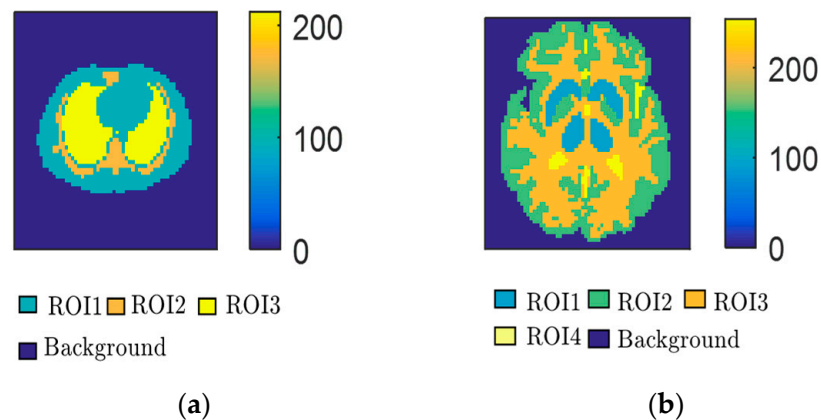 200
100
0
200
100
0
ROI1 ROI2 ROI3
Background
ROI1 ROI2 ROI3
ROI4 Background
(a)
(b)